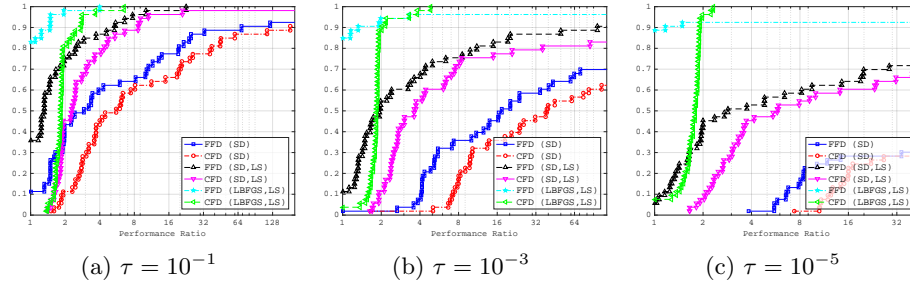 1
0.9
0.8
0.7
0.6
0.5
0.4
0.3
0.2
0.1
0
1 2 4 8 16 32 64 128
Performance Ratio
FFD (SD)
CFD (SD)
FFD (SD,LS)
CFD (SD,LS)
FFD (LBFGS,LS)
CFD (LBFGS,LS)
(a) τ = 10⁻¹
1
0.9
0.8
0.7
0.6
0.5
0.4
0.3
0.2
0.1
0
1 2 4 8 16 32 64
Performance Ratio
FFD (SD)
CFD (SD)
FFD (SD,LS)
CFD (SD,LS)
FFD (LBFGS,LS)
CFD (LBFGS,LS)
(b) τ = 10⁻³
1
0.9
0.8
0.7
0.6
0.5
0.4
0.3
0.2
0.1
0
1 2 4 8 16 32
Performance Ratio
FFD (SD)
CFD (SD)
FFD (SD,LS)
CFD (SD,LS)
FFD (LBFGS,LS)
CFD (LBFGS,LS)
(c) τ = 10⁻⁵